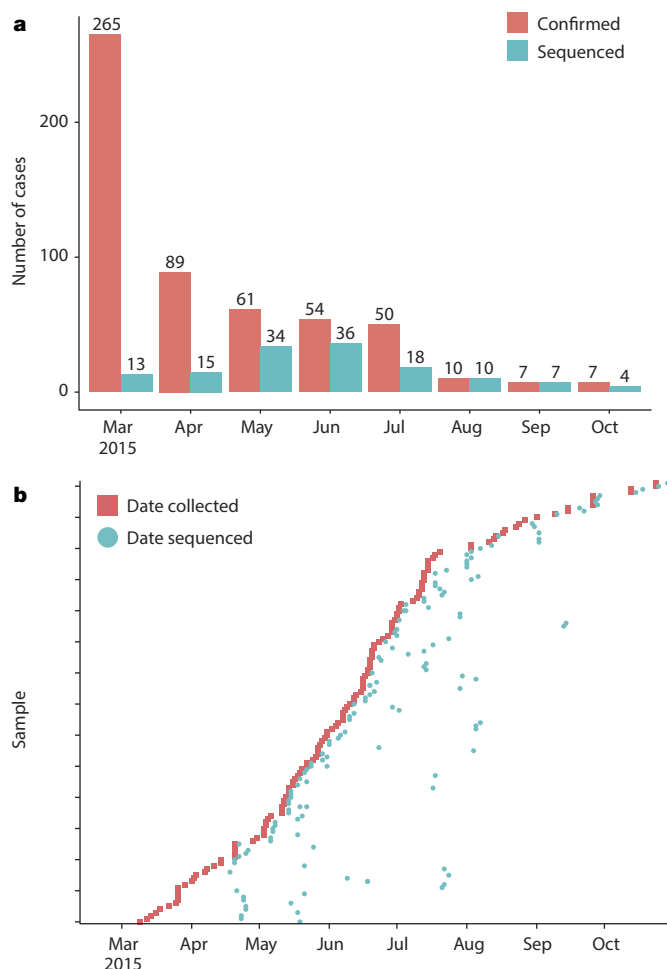 a
265
Confirmed
Sequenced
200
Number of cases
100
89
61
54
50
34
36
13
15
18
10
10
7
7
7
4
0
Mar
2015
Apr
May
Jun
Jul
Aug
Sep
Oct
b
Date collected
Date sequenced
Sample
Mar
2015
Apr
May
Jun
Jul
Aug
Sep
Oct